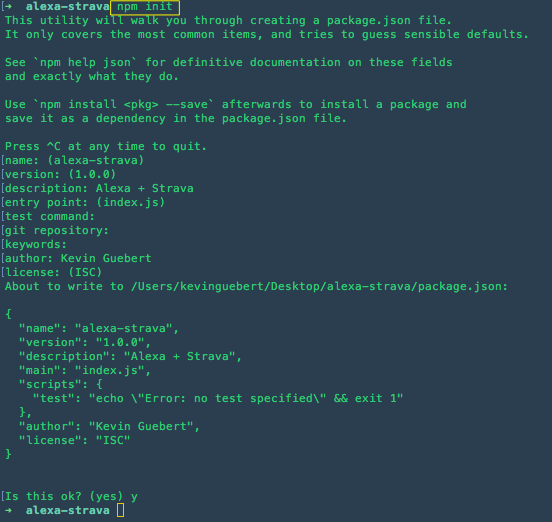 ➜ alexa-strava npm init
This utility will walk you through creating a package.json file.
It only covers the most common items, and tries to guess sensible defaults.

See `npm help json` for definitive documentation on these fields
and exactly what they do.

Use `npm install <pkg> --save` afterwards to install a package and
save it as a dependency in the package.json file.

Press ^C at any time to quit.
name: (alexa-strava)
version: (1.0.0)
description: Alexa + Strava
entry point: (index.js)
test command:
git repository:
keywords:
author: Kevin Guebert
license: (ISC)
About to write to /Users/kevinguebert/Desktop/alexa-strava/package.json:

{
  "name": "alexa-strava",
  "version": "1.0.0",
  "description": "Alexa + Strava",
  "main": "index.js",
  "scripts": {
    "test": "echo \"Error: no test specified\" && exit 1"
  },
  "author": "Kevin Guebert",
  "license": "ISC"
}

Is this ok? (yes) y
➜ alexa-strava